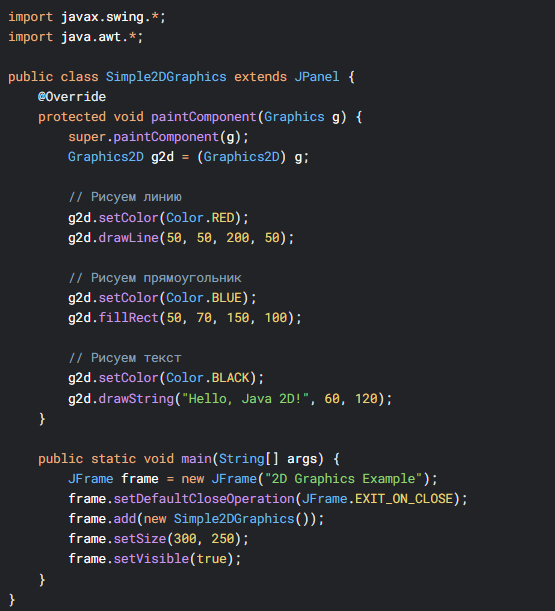 import javax.swing.*;
import java.awt.*;

public class Simple2DGraphics extends JPanel {
    @Override
    protected void paintComponent(Graphics g) {
        super.paintComponent(g);
        Graphics2D g2d = (Graphics2D) g;

        // Рисуем линию
        g2d.setColor(Color.RED);
        g2d.drawLine(50, 50, 200, 50);

        // Рисуем прямоугольник
        g2d.setColor(Color.BLUE);
        g2d.fillRect(50, 70, 150, 100);

        // Рисуем текст
        g2d.setColor(Color.BLACK);
        g2d.drawString("Hello, Java 2D!", 60, 120);
    }

    public static void main(String[] args) {
        JFrame frame = new JFrame("2D Graphics Example");
        frame.setDefaultCloseOperation(JFrame.EXIT_ON_CLOSE);
        frame.add(new Simple2DGraphics());
        frame.setSize(300, 250);
        frame.setVisible(true);
    }
}